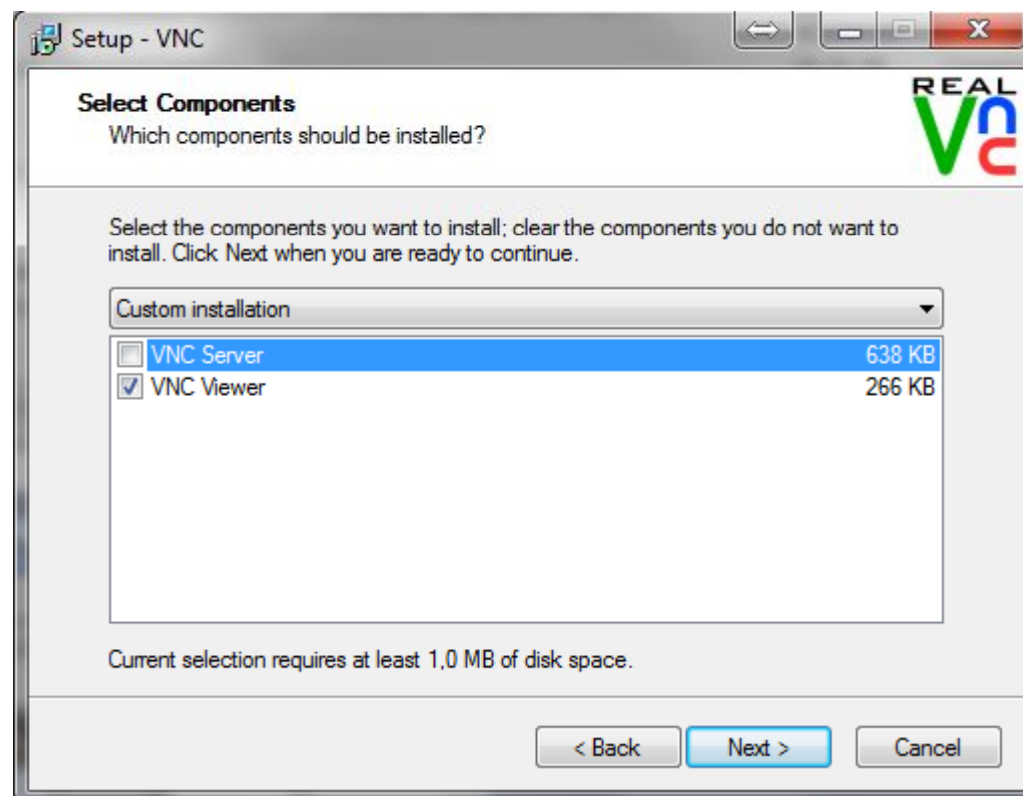 Setup - VNC
Select Components
Which components should be installed?
REAL
Vnc
Select the components you want to install; clear the components you do not want to
install. Click Next when you are ready to continue.
Custom installation
VNC Server 638 KB
VNC Viewer 266 KB
Current selection requires at least 1,0 MB of disk space.
< Back Next > Cancel